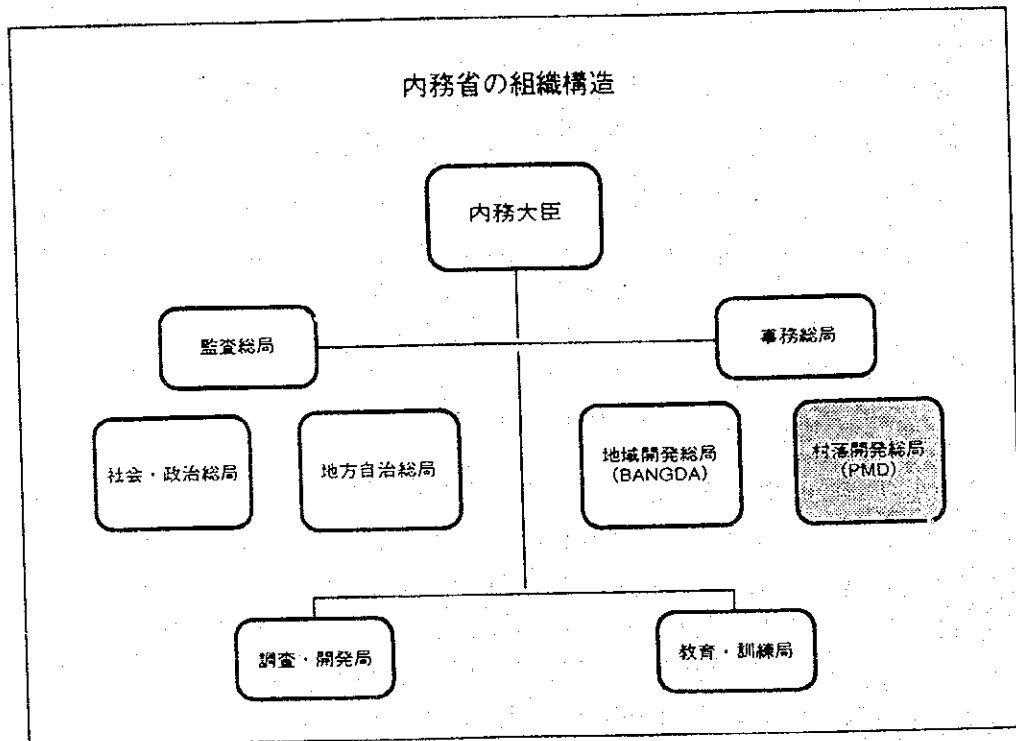 内務省の組織構造
内務大臣
監査総局
事務総局
社会・政治総局
地方自治総局
地域開発総局
(BANGDA)
村落開発総局
(PMD)
調査・開発局
教育・訓練局